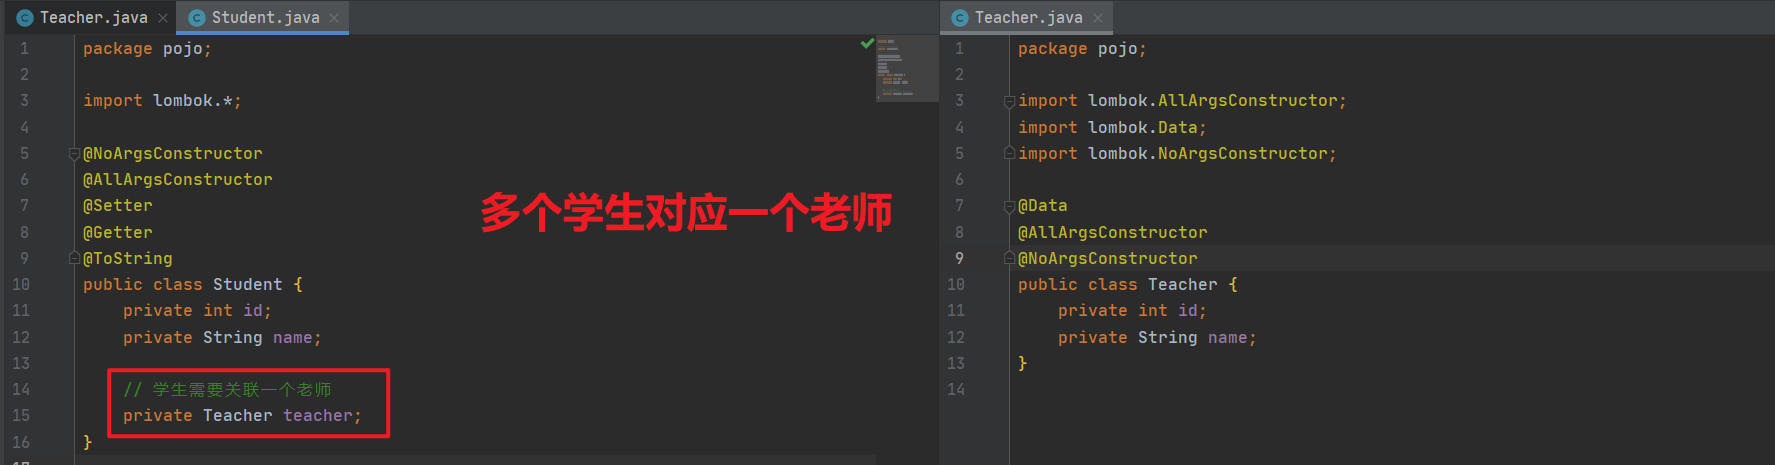 Teacher.java
Student.java
1 package pojo;
2
3 import lombok.*;
4
5 @NoArgsConstructor
6 @AllArgsConstructor
7 @Setter
8 @Getter
9 @ToString
10 public class Student {
11 private int id;
12 private String name;
13
14 // 学生需要关联一个老师
15 private Teacher teacher;
16 }
多个学生对应一个老师
Teacher.java
1 package pojo;
2
3 import lombok.AllArgsConstructor;
4 import lombok.Data;
5 import lombok.NoArgsConstructor;
6
7 @Data
8 @AllArgsConstructor
9 @NoArgsConstructor
10 public class Teacher {
11 private int id;
12 private String name;
13 }
14